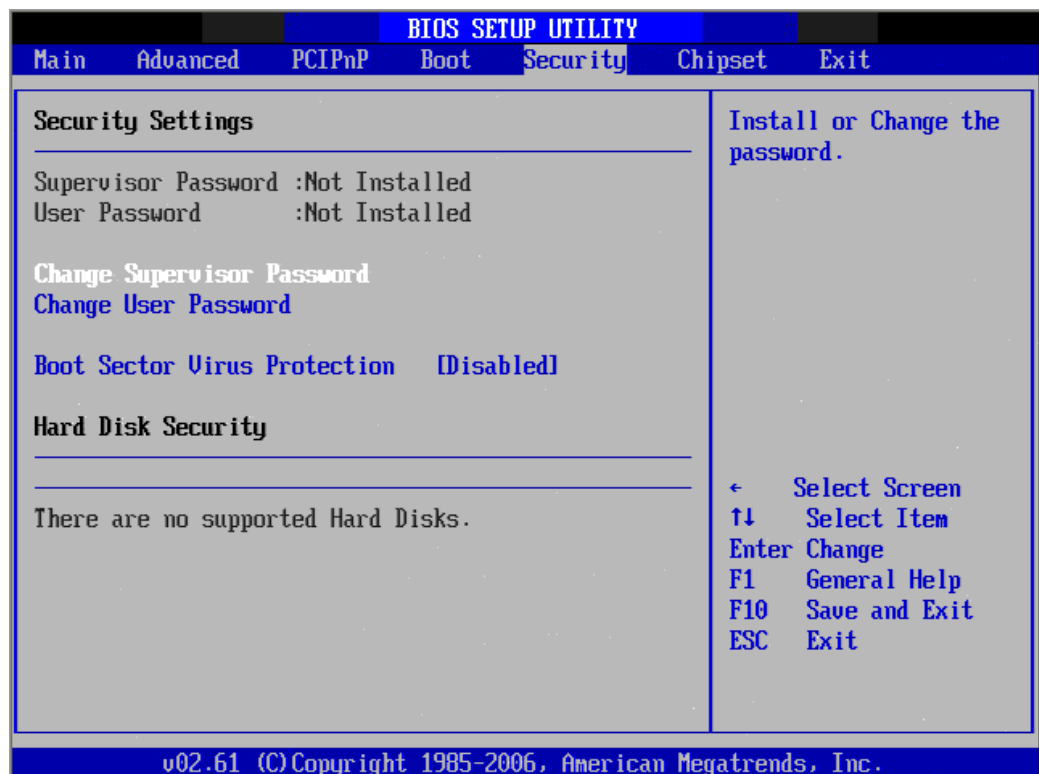 BIOS SETUP UTILITY
Main Advanced PCIPnP Boot Security Chipset Exit
Security Settings
Supervisor Password :Not Installed
User Password :Not Installed
Change Supervisor Password
Change User Password
Boot Sector Virus Protection [Disabled]
Hard Disk Security
There are no supported Hard Disks.
Install or Change the
password.
← Select Screen
↑↓ Select Item
Enter Change
F1 General Help
F10 Save and Exit
ESC Exit
v02.61 (C)Copyright 1985-2006, American Megatrends, Inc.